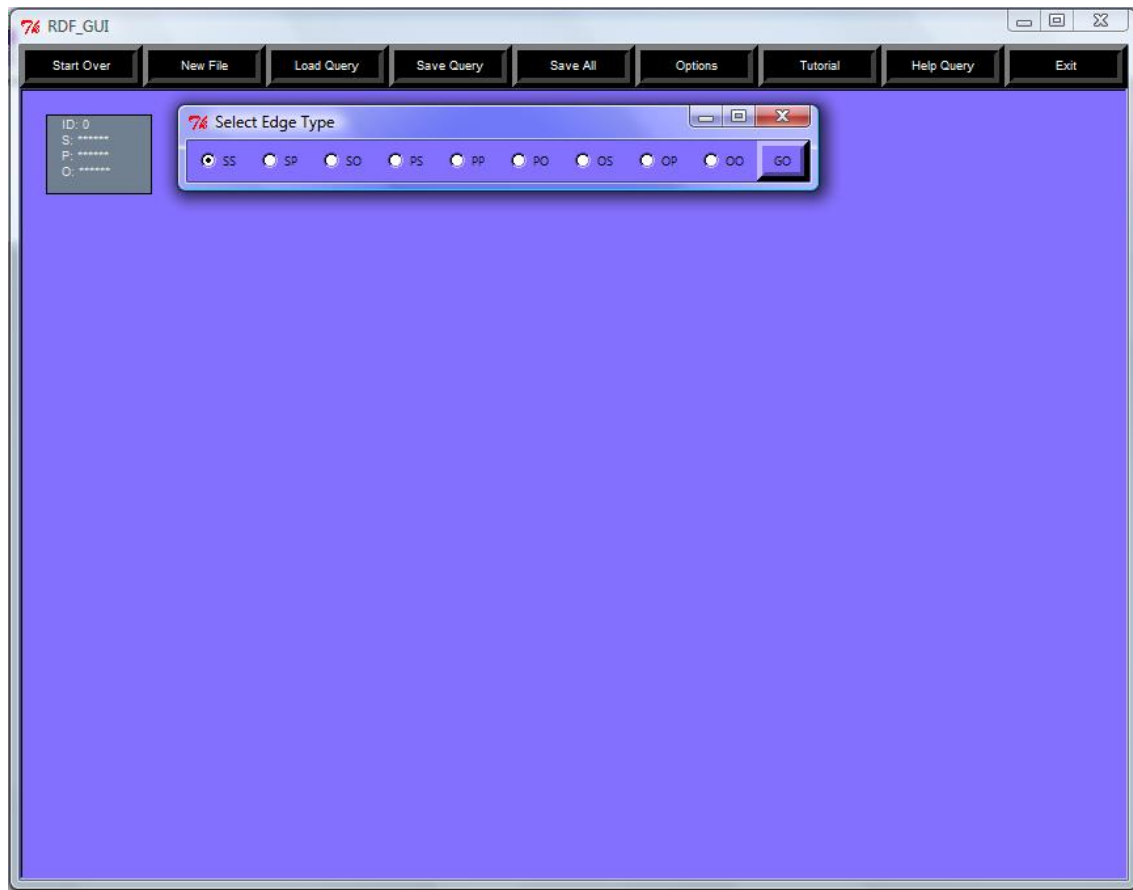 RDF_GUI
Start Over New File Load Query Save Query Save All Options Tutorial Help Query Exit
ID: 0
S: ******
P: ******
O: ******
Select Edge Type
SS SP SO PS PP PO OS OP OO GO